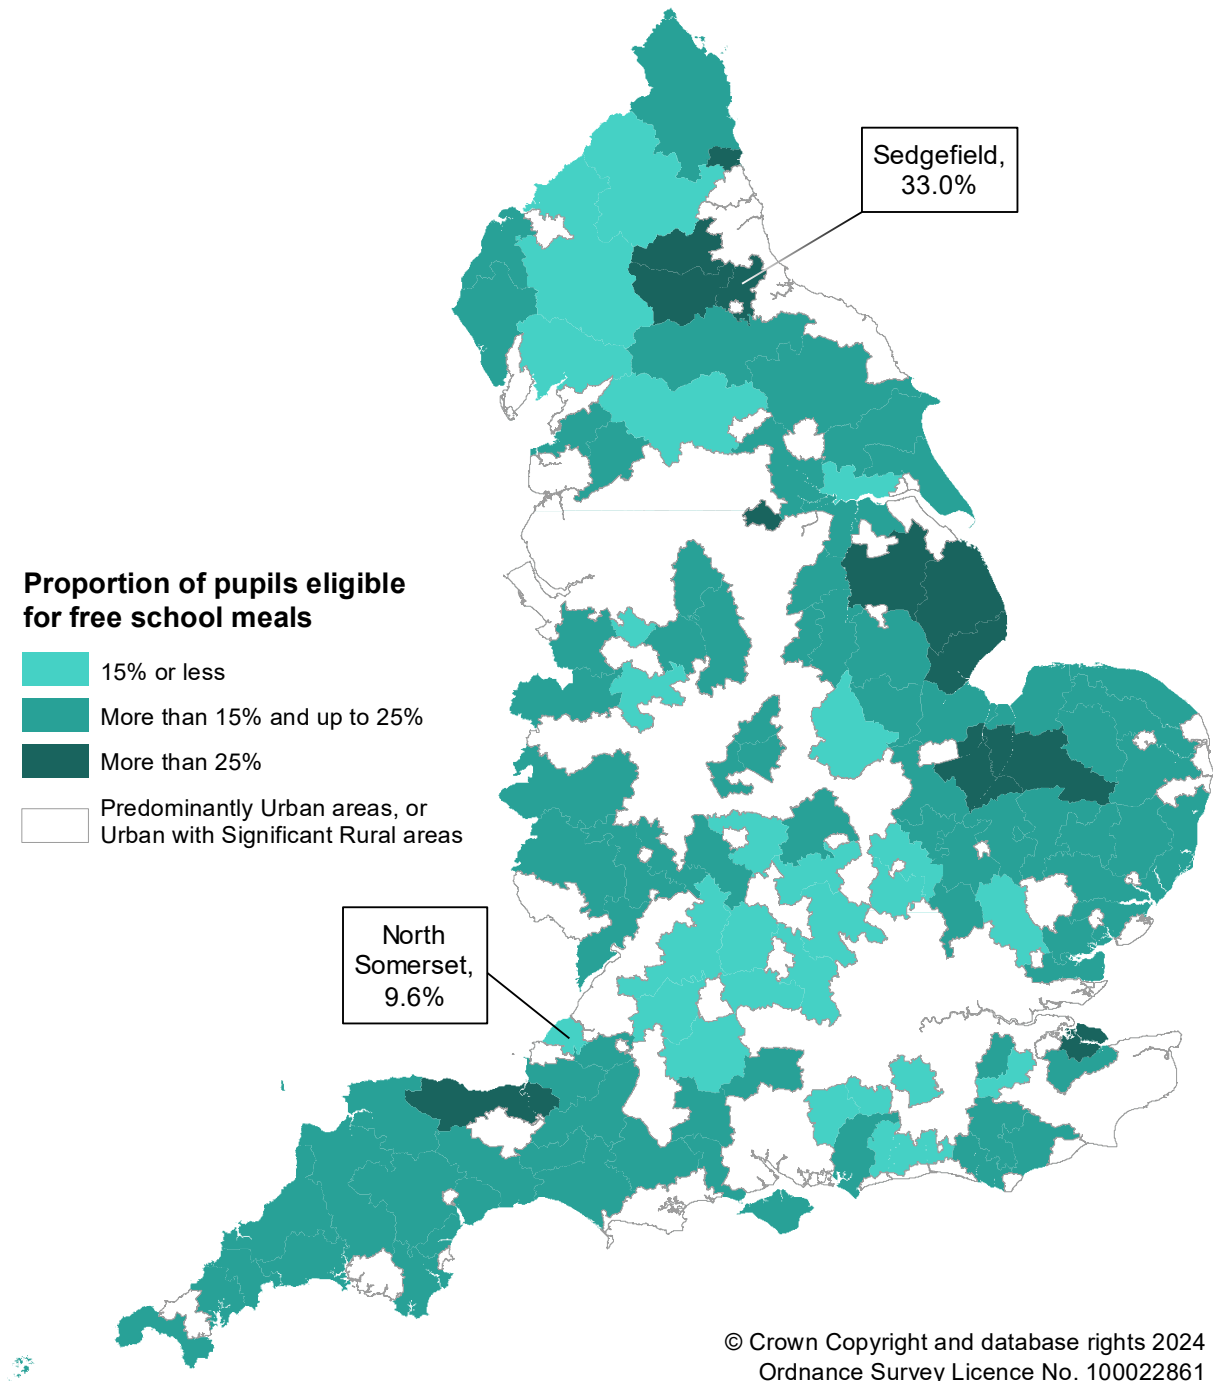 Sedgefield,
33.0%
Proportion of pupils eligible
for free school meals
15% or less
More than 15% and up to 25%
More than 25%
Predominantly Urban areas, or
Urban with Significant Rural areas
North
Somerset,
9.6%
© Crown Copyright and database rights 2024
Ordnance Survey Licence No. 100022861